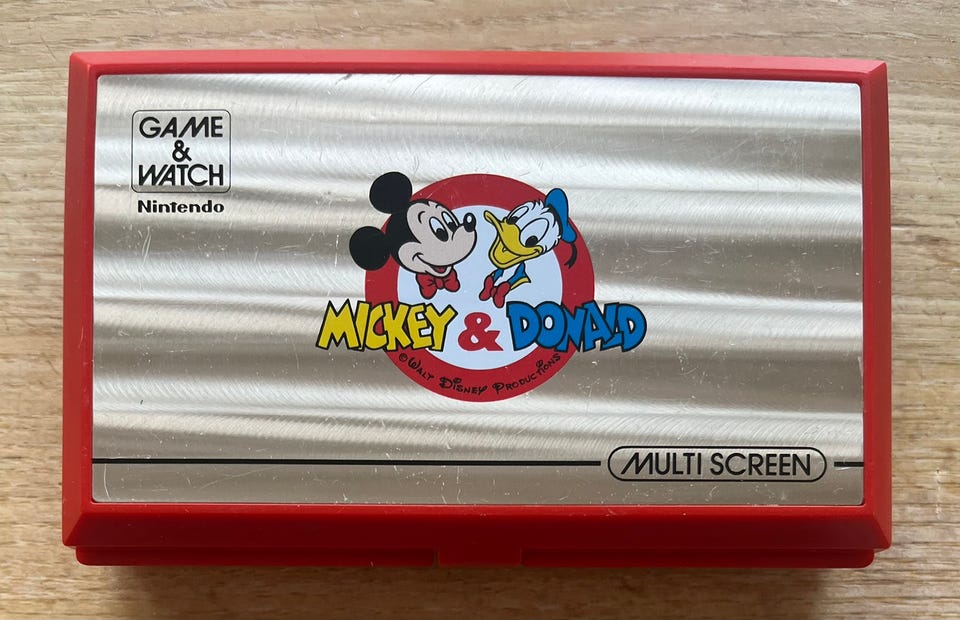 GAME
&
WATCH
Nintendo
MICKEY & DONALD
© WALT DISNEY PRODUCTIONS
MULTI SCREEN